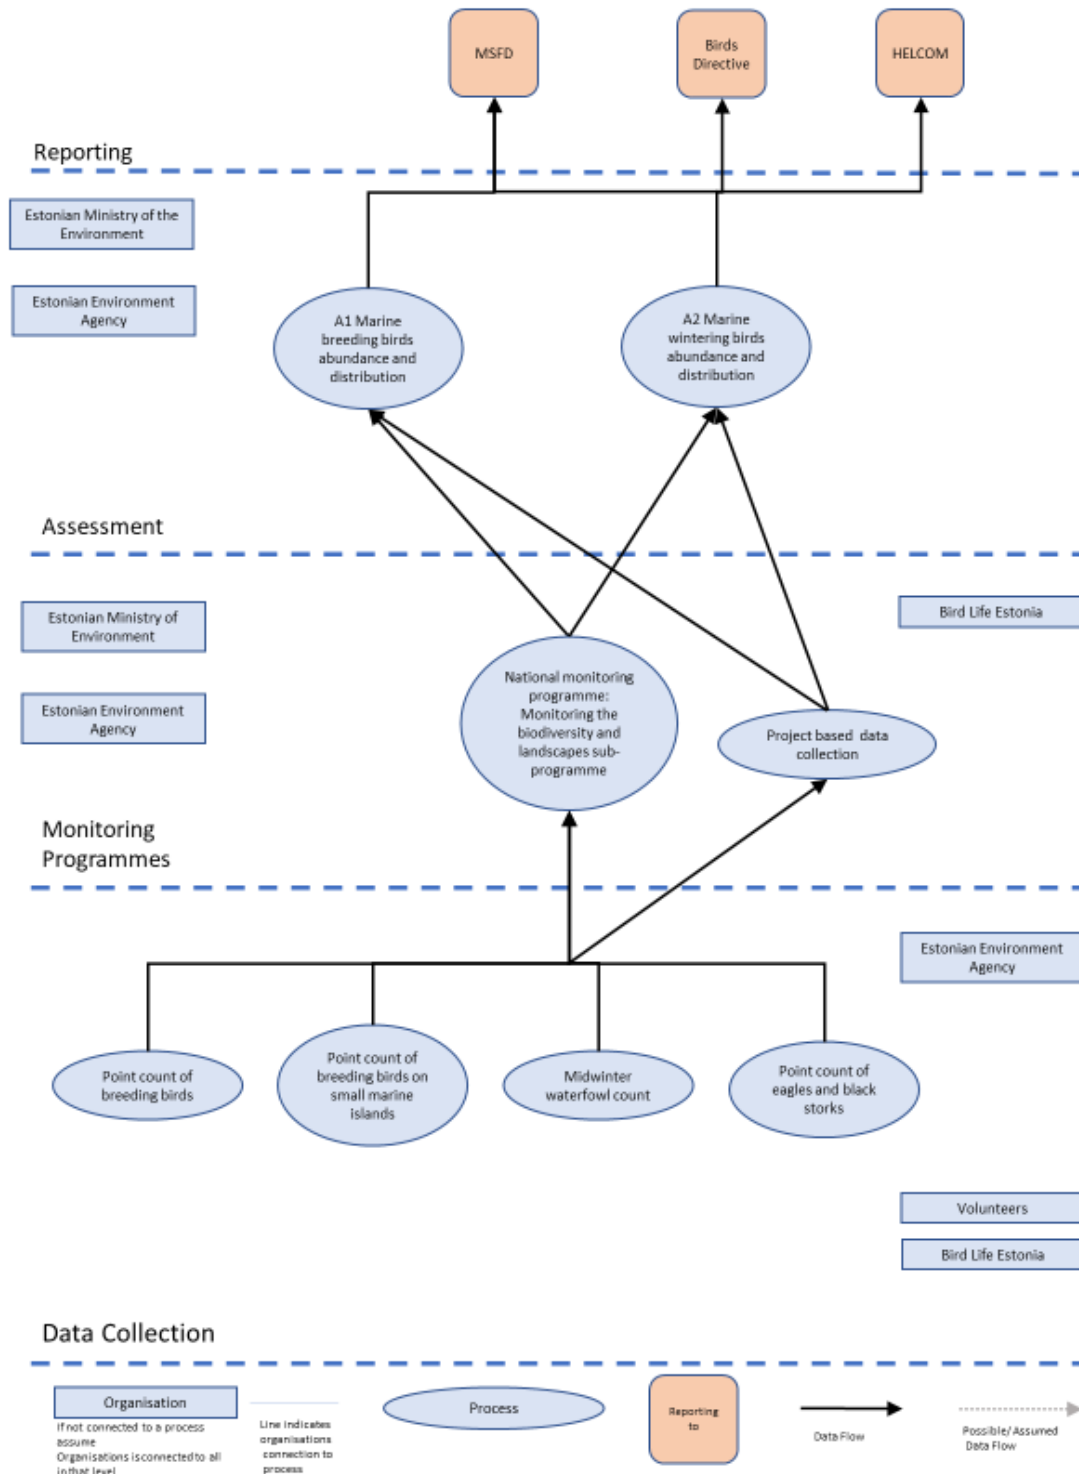 MSFD
Birds
Directive
HELCOM
Reporting
Estonian Ministry of the
Environment
Estonian Environment
Agency
A1 Marine
breeding birds
abundance and
distribution
A2 Marine
wintering birds
abundance and
distribution
Assessment
Estonian Ministry of
Environment
Bird Life Estonia
Estonian Environment
Agency
National monitoring
programme:
Monitoring the
biodiversity and
landscapes sub-
programme
Project based data
collection
Monitoring
Programmes
Estonian Environment
Agency
Point count of
breeding birds
Point count of
breeding birds on
small marine
islands
Midwinter
waterfowl count
Point count of
eagles and black
storks
Volunteers
Bird Life Estonia
Data Collection
Organisation
If not connected to a process
assume
Organisations is connected to all
in that level
Line indicates
organisations
connection to
process
Process
Reporting
to
Data Flow
Possible/ Assumed
Data Flow